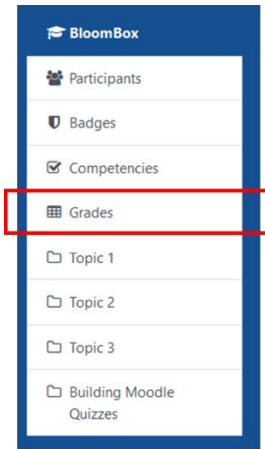 BloomBox
Participants
Badges
Competencies
Grades
Topic 1
Topic 2
Topic 3
Building Moodle
Quizzes